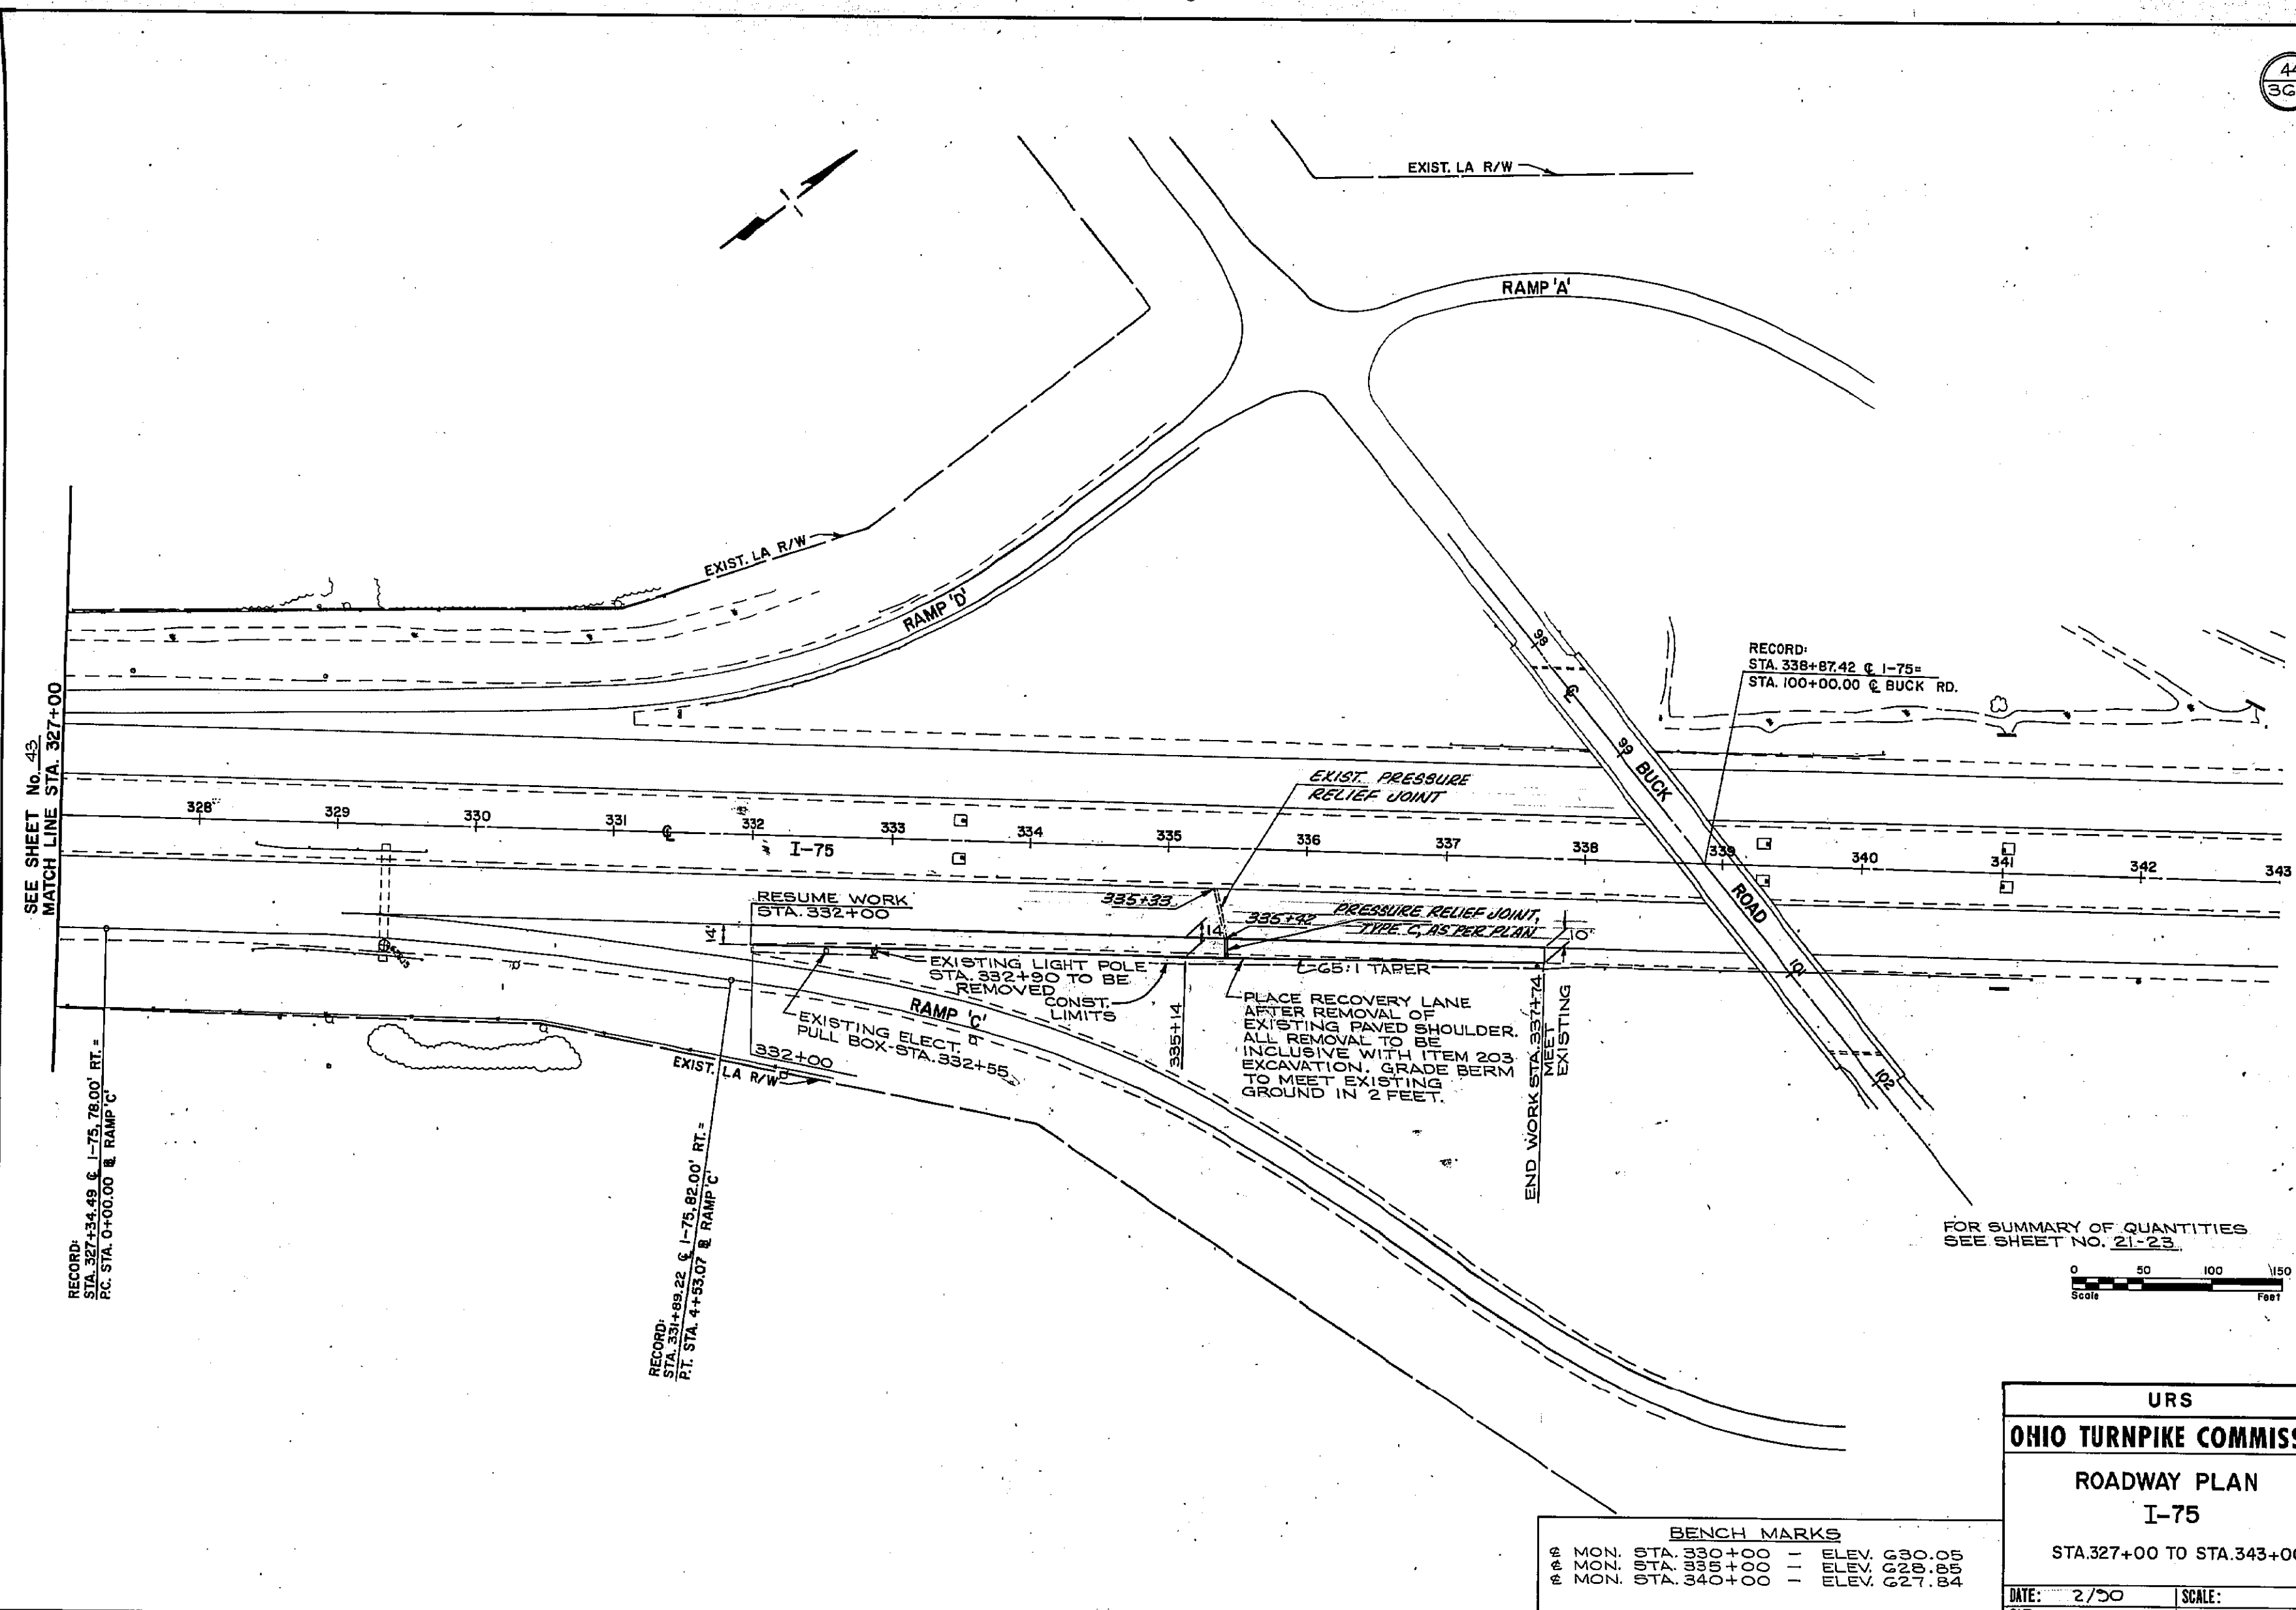 EXIST. LA R/W
RAMP 'A'
EXIST. LA R/W
RAMP 'D'
SEE SHEET No. 43
MATCH LINE STA. 327+00
98
℄
99
BUCK
ROAD
101
102
RECORD:
STA. 338+87.42 ℄ I-75=
STA. 100+00.00 ℄ BUCK RD.
EXIST. PRESSURE
RELIEF JOINT
328
329
330
331
℄
332
333
334
335
336
337
338
339
340
341
342
343
I-75
RESUME WORK
STA. 332+00
14'
335+33
14'
335+42
PRESSURE RELIEF JOINT,
TYPE C, AS PER PLAN
10'
EXISTING LIGHT POLE
STA. 332+90 TO BE
REMOVED
CONST.
LIMITS
65:1 TAPER
RAMP 'C'
EXISTING ELECT.
PULL BOX-STA. 332+55
332+00
EXIST. LA R/W
335+14
PLACE RECOVERY LANE
AFTER REMOVAL OF
EXISTING PAVED SHOULDER.
ALL REMOVAL TO BE
INCLUSIVE WITH ITEM 203
EXCAVATION. GRADE BERM
TO MEET EXISTING
GROUND IN 2 FEET.
END WORK STA. 337+74
MEET
EXISTING
RECORD:
STA. 327+34.49 ℄ I-75, 78.00' RT. =
P.C. STA. 0+00.00 ␢ RAMP 'C'
RECORD:
STA. 331+89.22 ℄ I-75, 82.00' RT. =
P.T. STA. 4+53.07 ␢ RAMP 'C'
FOR SUMMARY OF QUANTITIES
SEE SHEET NO. 21-23
0 50 100 150
Scale Feet
URS
OHIO TURNPIKE COMMISS
ROADWAY PLAN
I-75
STA. 327+00 TO STA. 343+00
DATE: 2/90 SCALE:
BENCH MARKS
℄ MON. STA. 330+00 — ELEV. 630.05
℄ MON. STA. 335+00 — ELEV. 628.85
℄ MON. STA. 340+00 — ELEV. 627.84